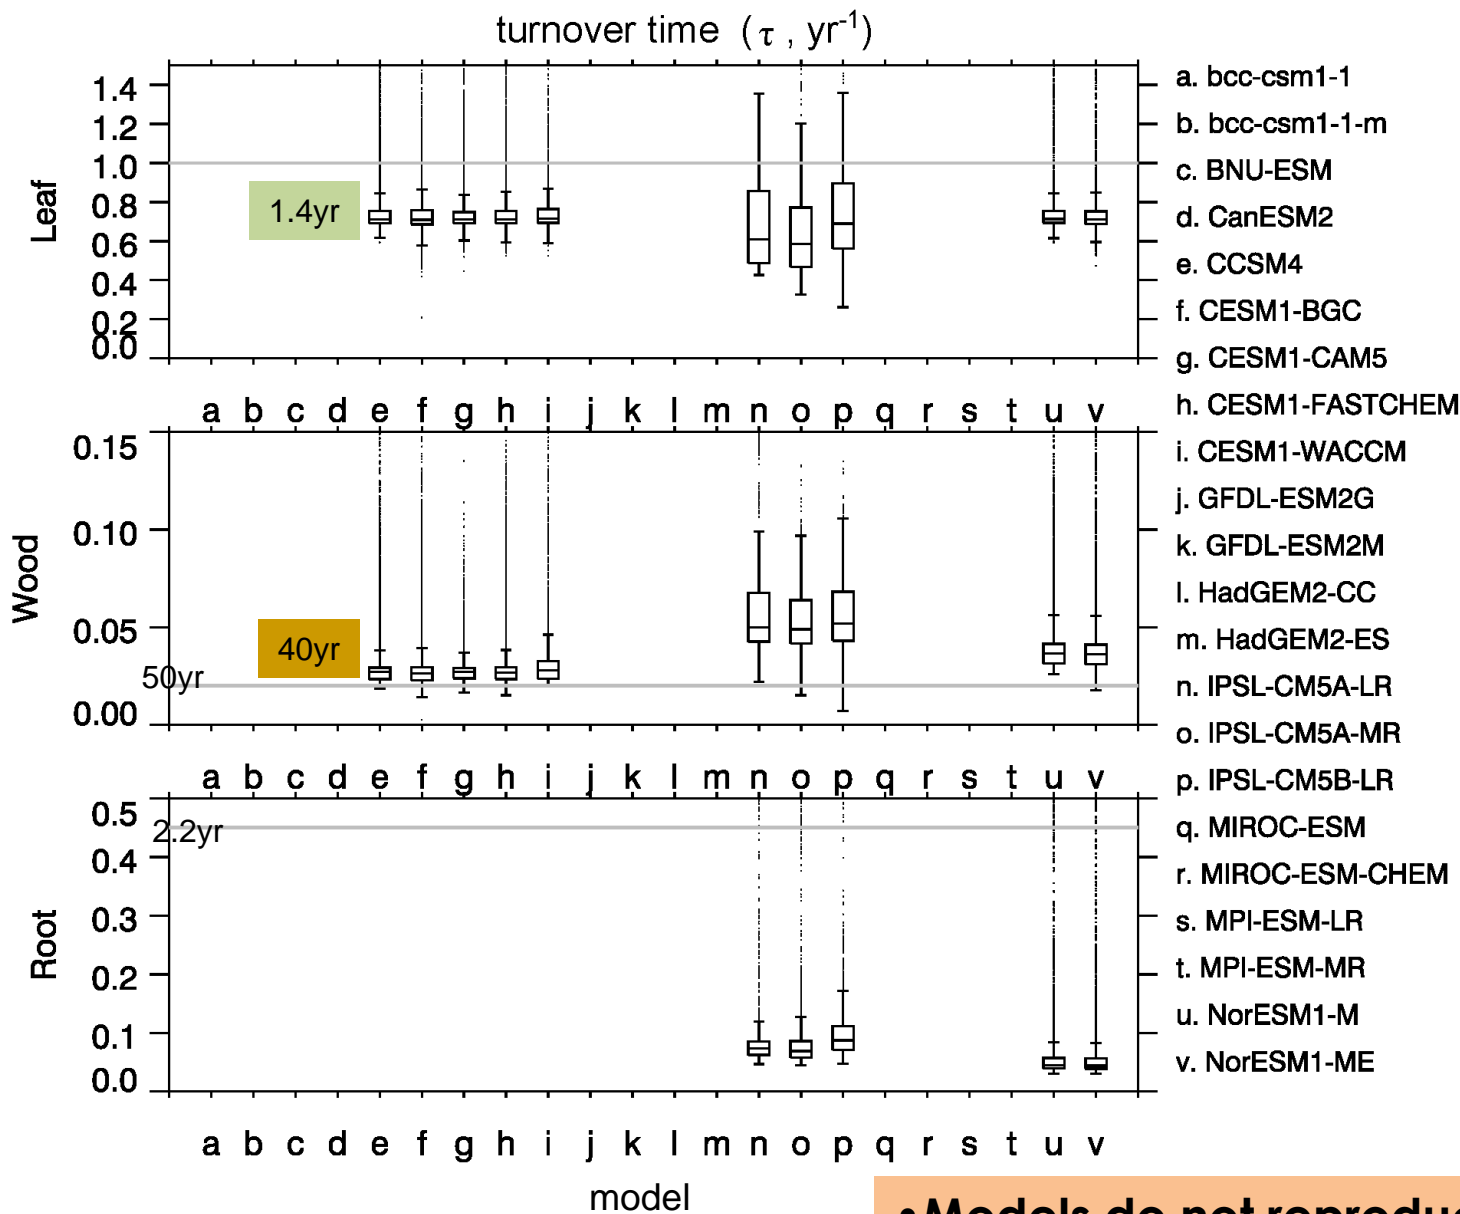 turnover time (τ, yr-1)
Leaf
1.4
1.2
1.0
0.8
0.6
0.4
0.2
0.0
1.4yr
a b c d e f g h i j k l m n o p q r s t u v
Wood
0.15
0.10
0.05
0.00
40yr
50yr
a b c d e f g h i j k l m n o p q r s t u v
Root
0.5
0.4
0.3
0.2
0.1
0.0
2.2yr
a b c d e f g h i j k l m n o p q r s t u v
model
a. bcc-csm1-1
b. bcc-csm1-1-m
c. BNU-ESM
d. CanESM2
e. CCSM4
f. CESM1-BGC
g. CESM1-CAM5
h. CESM1-FASTCHEM
i. CESM1-WACCM
j. GFDL-ESM2G
k. GFDL-ESM2M
l. HadGEM2-CC
m. HadGEM2-ES
n. IPSL-CM5A-LR
o. IPSL-CM5A-MR
p. IPSL-CM5B-LR
q. MIROC-ESM
r. MIROC-ESM-CHEM
s. MPI-ESM-LR
t. MPI-ESM-MR
u. NorESM1-M
v. NorESM1-ME
•Models do not